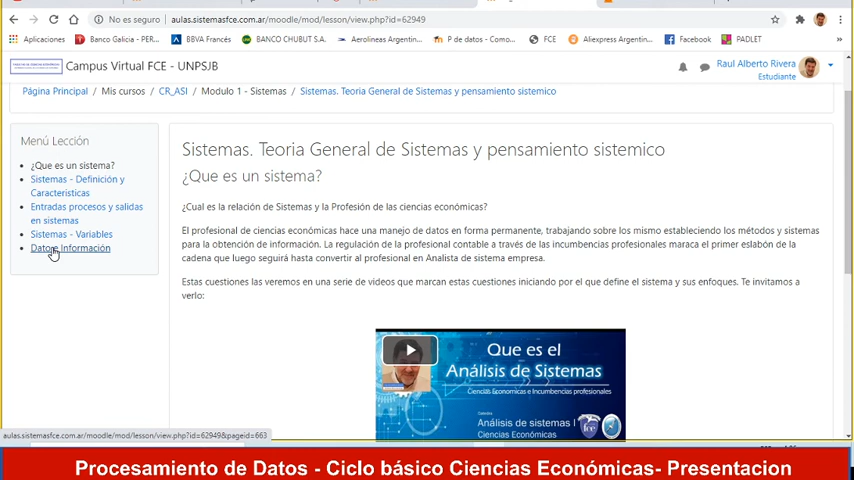 No es seguro
aulas.sistemasfce.com.ar/moodle/mod/lesson/view.php?id=62949
Aplicaciones
Banco Galicia - PER...
BBVA Francés
BANCO CHUBUT S.A.
Aerolineas Argentin...
P de datos - Como...
FCE
Aliexpress Argentin...
Facebook
PADLET
»
Campus Virtual FCE - UNPSJB
Raul Alberto Rivera
Estudiante
Página Principal / Mis cursos / CR_ASI / Modulo 1 - Sistemas / Sistemas. Teoria General de Sistemas y pensamiento sistemico
Menú Lección
¿Que es un sistema?
Sistemas - Definición y
Caracteristicas
Entradas procesos y salidas
en sistemas
Sistemas - Variables
Dato e Información
Sistemas. Teoria General de Sistemas y pensamiento sistemico
¿Que es un sistema?
¿Cual es la relación de Sistemas y la Profesión de las ciencias económicas?
El profesional de ciencias económicas hace una manejo de datos en forma permanente, trabajando sobre los mismo estableciendo los métodos y sistemas
para la obtención de información. La regulación de la profesional contable a través de las incumbencias profesionales maraca el primer eslabón de la
cadena que luego seguirá hasta convertir al profesional en Analista de sistema empresa.
Estas cuestiones las veremos en una serie de videos que marcan estas cuestiones iniciando por el que define el sistema y sus enfoques. Te invitamos a
verlo:
Que es el
Análisis de Sistemas
Ciencias Economicas e Incumbencias profesionales
Análisis de sistemas I
Ciencias Económicas
fce
aulas.sistemasfce.com.ar/moodle/mod/lesson/view.php?id=62949&pageid=663
Procesamiento de Datos - Ciclo básico Ciencias Económicas- Presentacion